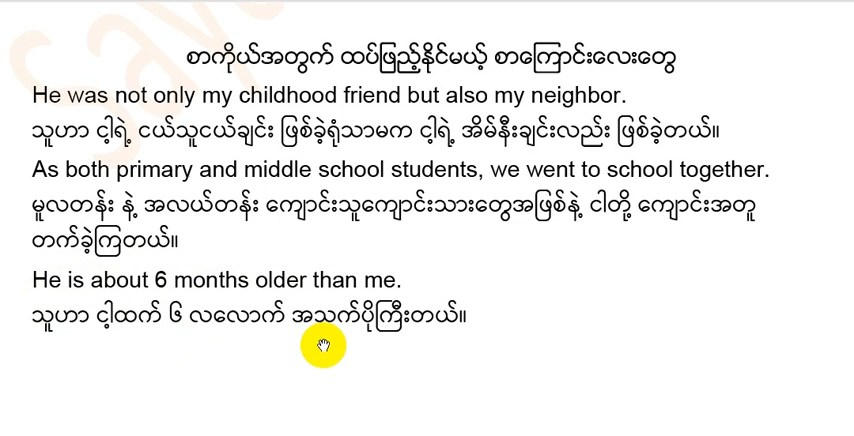 စာကိုယ်အတွက် ထပ်ဖြည့်နိုင်မယ့် စာကြောင်းလေးတွေ
He was not only my childhood friend but also my neighbor.
သူဟာ ငါ့ရဲ့ ငယ်သူငယ်ချင်း ဖြစ်ခဲ့ရုံသာမက ငါ့ရဲ့ အိမ်နီးချင်းလည်း ဖြစ်ခဲ့တယ်။
As both primary and middle school students, we went to school together.
မူလတန်း နဲ့ အလယ်တန်း ကျောင်းသူကျောင်းသားတွေအဖြစ်နဲ့ ငါတို့ ကျောင်းအတူ
တက်ခဲ့ကြတယ်။
He is about 6 months older than me.
သူဟာ ငါ့ထက် ၆ လလောက် အသက်ပိုကြီးတယ်။